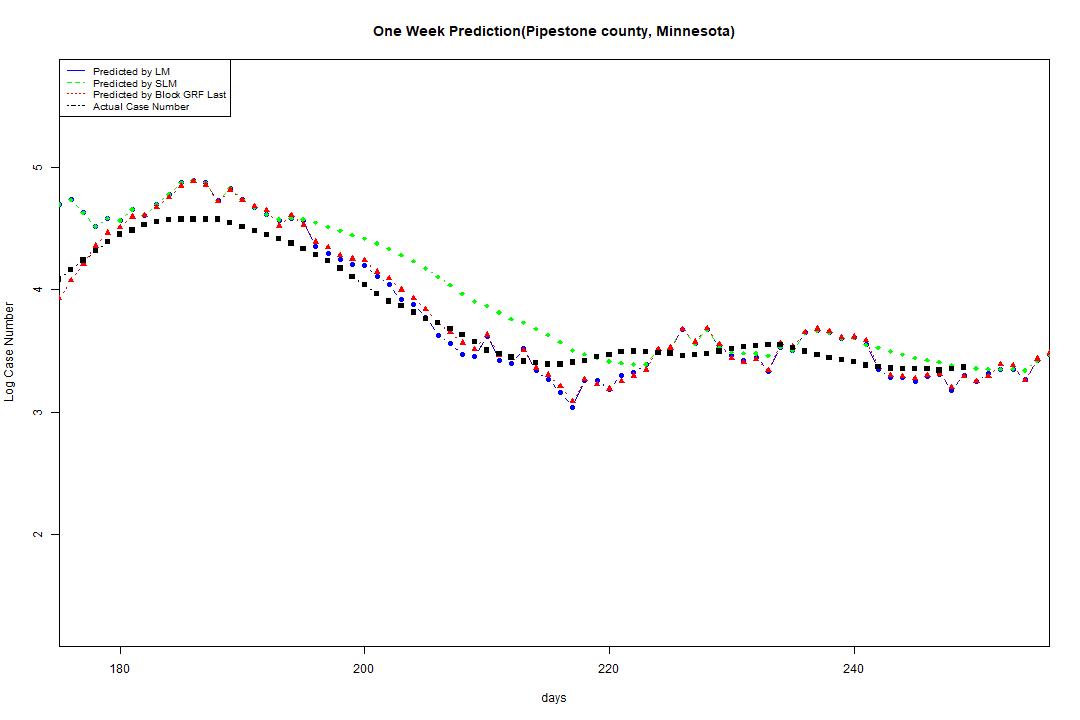 One Week Prediction(Pipestone county, Minnesota)
Predicted by LM
Predicted by SLM
Predicted by Block GRF Last
Actual Case Number
5
4
3
2
Log Case Number
180 200 220 240
days